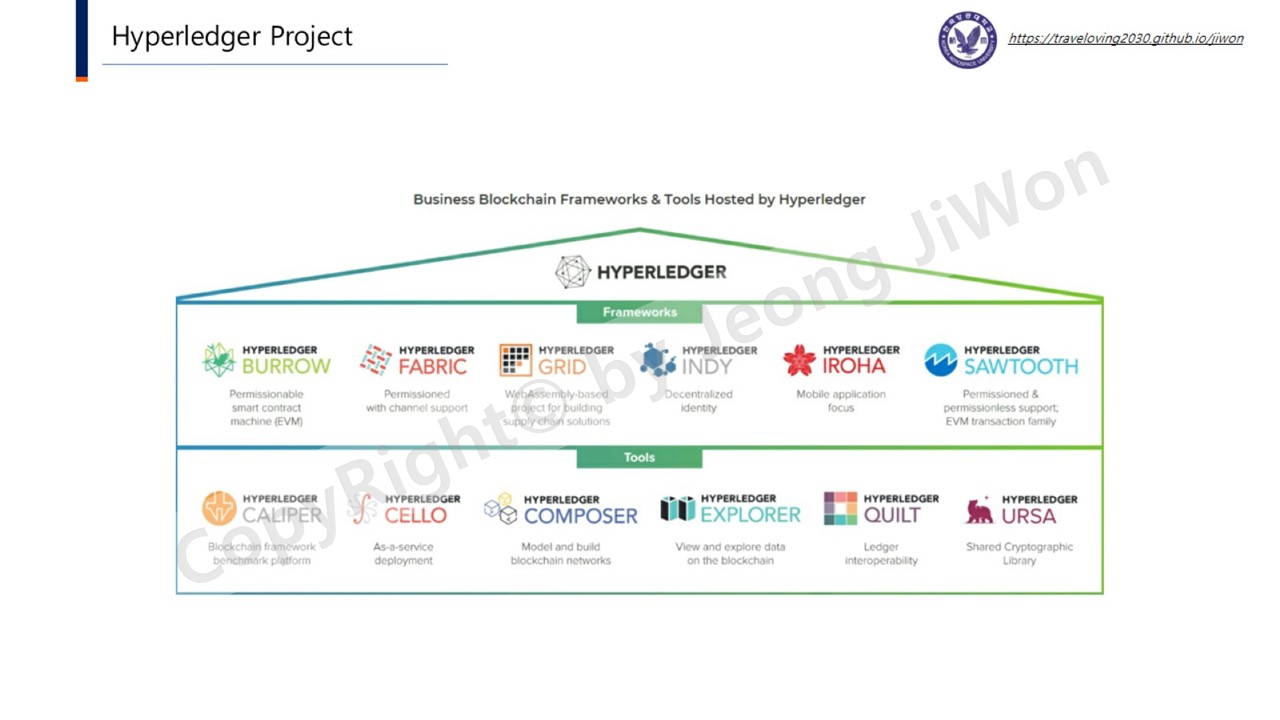 Hyperledger Project
https://traveloving2030.github.io/jiwon
Business Blockchain Frameworks & Tools Hosted by Hyperledger
HYPERLEDGER
Frameworks
HYPERLEDGER
BURROW
Permissionable
smart contract
machine (EVM)
HYPERLEDGER
FABRIC
Permissioned
with channel support
HYPERLEDGER
GRID
WebAssembly-based
project for building
supply chain solutions
HYPERLEDGER
INDY
Decentralized
identity
HYPERLEDGER
IROHA
Mobile application
focus
HYPERLEDGER
SAWTOOTH
Permissioned &
permissionless support;
EVM transaction family
Tools
HYPERLEDGER
CALIPER
Blockchain framework
benchmark platform
HYPERLEDGER
CELLO
As-a-service
deployment
HYPERLEDGER
COMPOSER
Model and build
blockchain networks
HYPERLEDGER
EXPLORER
View and explore data
on the blockchain
HYPERLEDGER
QUILT
Ledger
interoperability
HYPERLEDGER
URSA
Shared Cryptographic
Library
CopyRight© by Jeong JiWon